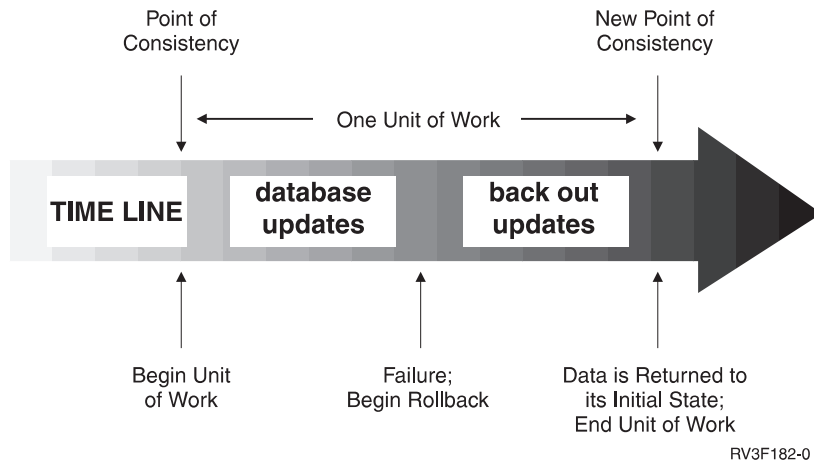 Point of
Consistency
New Point of
Consistency
One Unit of Work
TIME LINE
database
updates
back out
updates
Begin Unit
of Work
Failure;
Begin Rollback
Data is Returned to
its Initial State;
End Unit of Work
RV3F182-0